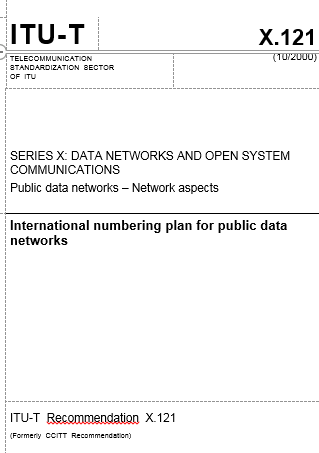 ITU-T
X.121
TELECOMMUNICATION
STANDARDIZATION SECTOR
OF ITU
(10/2000)
SERIES X: DATA NETWORKS AND OPEN SYSTEM
COMMUNICATIONS
Public data networks – Network aspects
International numbering plan for public data
networks
ITU-T Recommendation X.121
(Formerly CCITT Recommendation)